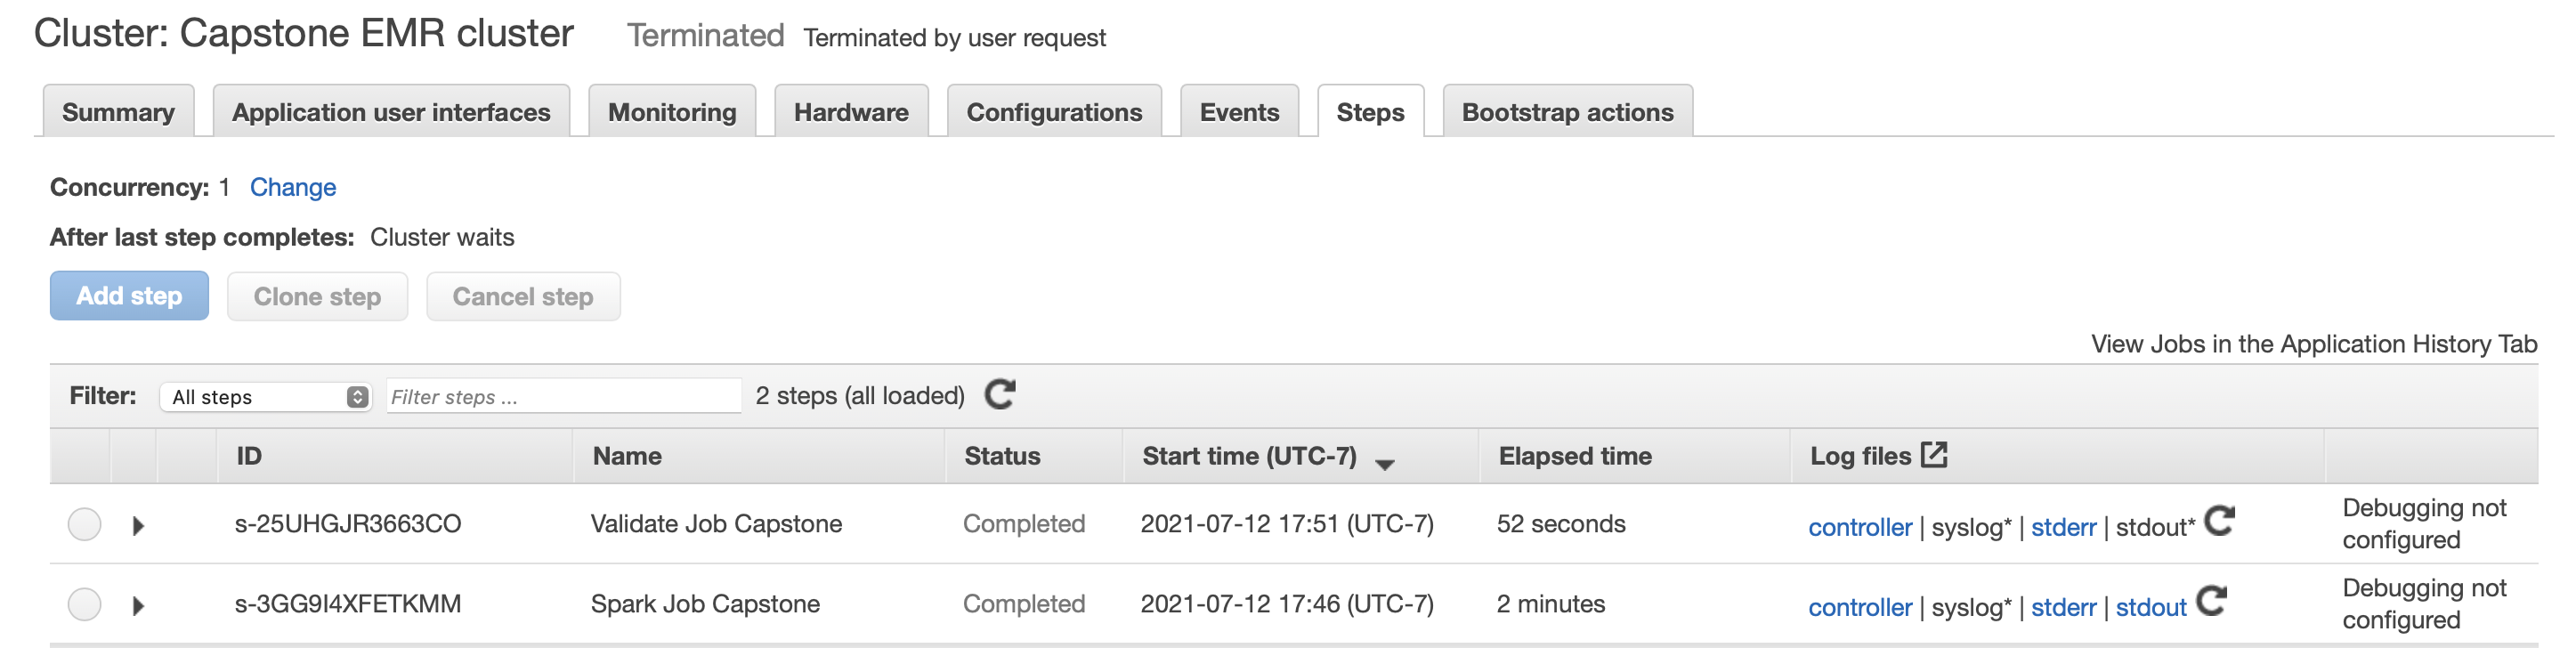 Cluster: Capstone EMR cluster Terminated Terminated by user request
Summary Application user interfaces Monitoring Hardware Configurations Events Steps Bootstrap actions
Concurrency: 1 Change
After last step completes: Cluster waits
Add step Clone step Cancel step
View Jobs in the Application History Tab
Filter: All steps Filter steps ... 2 steps (all loaded)
ID Name Status Start time (UTC-7) Elapsed time Log files
s-25UHGJR3663CO Validate Job Capstone Completed 2021-07-12 17:51 (UTC-7) 52 seconds controller | syslog* | stderr | stdout* Debugging not
configured
s-3GG9I4XFETKMM Spark Job Capstone Completed 2021-07-12 17:46 (UTC-7) 2 minutes controller | syslog* | stderr | stdout Debugging not
configured